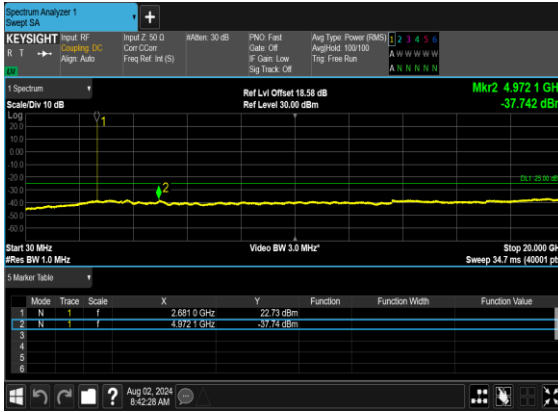 Spectrum Analyzer 1
Swept SA
+
KEYSIGHT Input: RF Input Z: 50 Ω #Atten: 30 dB PNO: Fast Avg Type: Power (RMS) 1 2 3 4 5 6
R T Coupling: DC Corr CCorr Gate: Off Avg|Hold: 100/100 A W W W W W
Align: Auto Freq Ref: Int (S) IF Gain: Low Trig: Free Run
LXI Sig Track: Off A N N N N N
1 Spectrum Ref Lvl Offset 18.58 dB Mkr2 4.972 1 GH
Scale/Div 10 dB Ref Level 30.00 dBm -37.742 dBr
Log
20.0
10.0
0.00
-10.0
-20.0
-30.0
-40.0
-50.0
-60.0
1
2
Start 30 MHz Video BW 3.0 MHz* Stop 20.000 GH
#Res BW 1.0 MHz Sweep 34.7 ms (40001 pt
5 Marker Table
Mode Trace Scale X Y Function Function Width Function Value
1 N 1 f 2.681 0 GHz 22.73 dBm
2 N 1 f 4.972 1 GHz -37.74 dBm
3
4
5
6
? Aug 02, 2024
8:42:28 AM